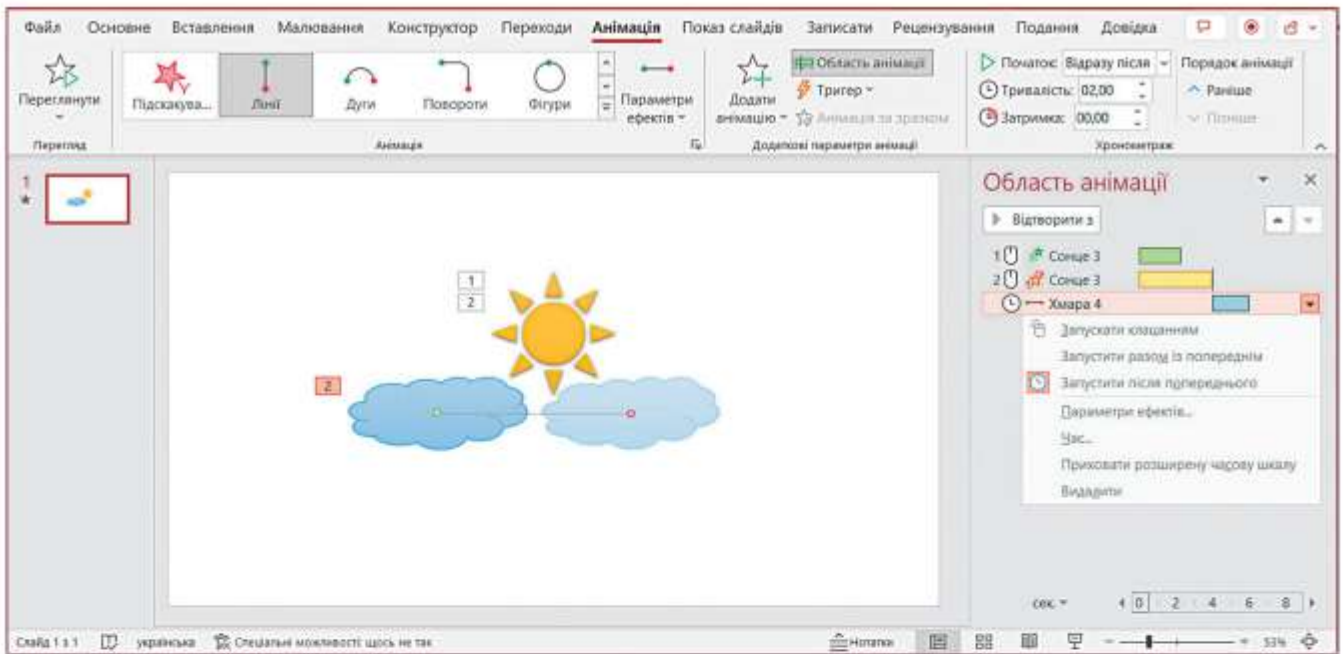 Файл Основне Вставлення Малювання Конструктор Переходи Анімація Показ слайдів Записати Рецензування Подання Довідка
Переглянути
Підскакува...
Лінії
Дуги
Повороти
Фігури
Параметри ефектів
Додати анімацію
Область анімації
Тригер
Анімація за зразком
Початок: Відразу після
Тривалість: 02,00
Затримка: 00,00
Порядок анімації
Раніше
Пізніше
Перегляд
Анімація
Додаткові параметри анімації
Хронометраж
1
1
2
2
Область анімації
Відтворити з
1 Сонце 3
2 Сонце 3
Хмара 4
Запускати клацанням
Запустити разом із попереднім
Запустити після попереднього
Параметри ефектів...
Час...
Приховати розширену часову шкалу
Видалити
сек. 0 2 4 6 8
Слайд 1 з 1 українська Спеціальні можливості: щось не так Нотатки 53%